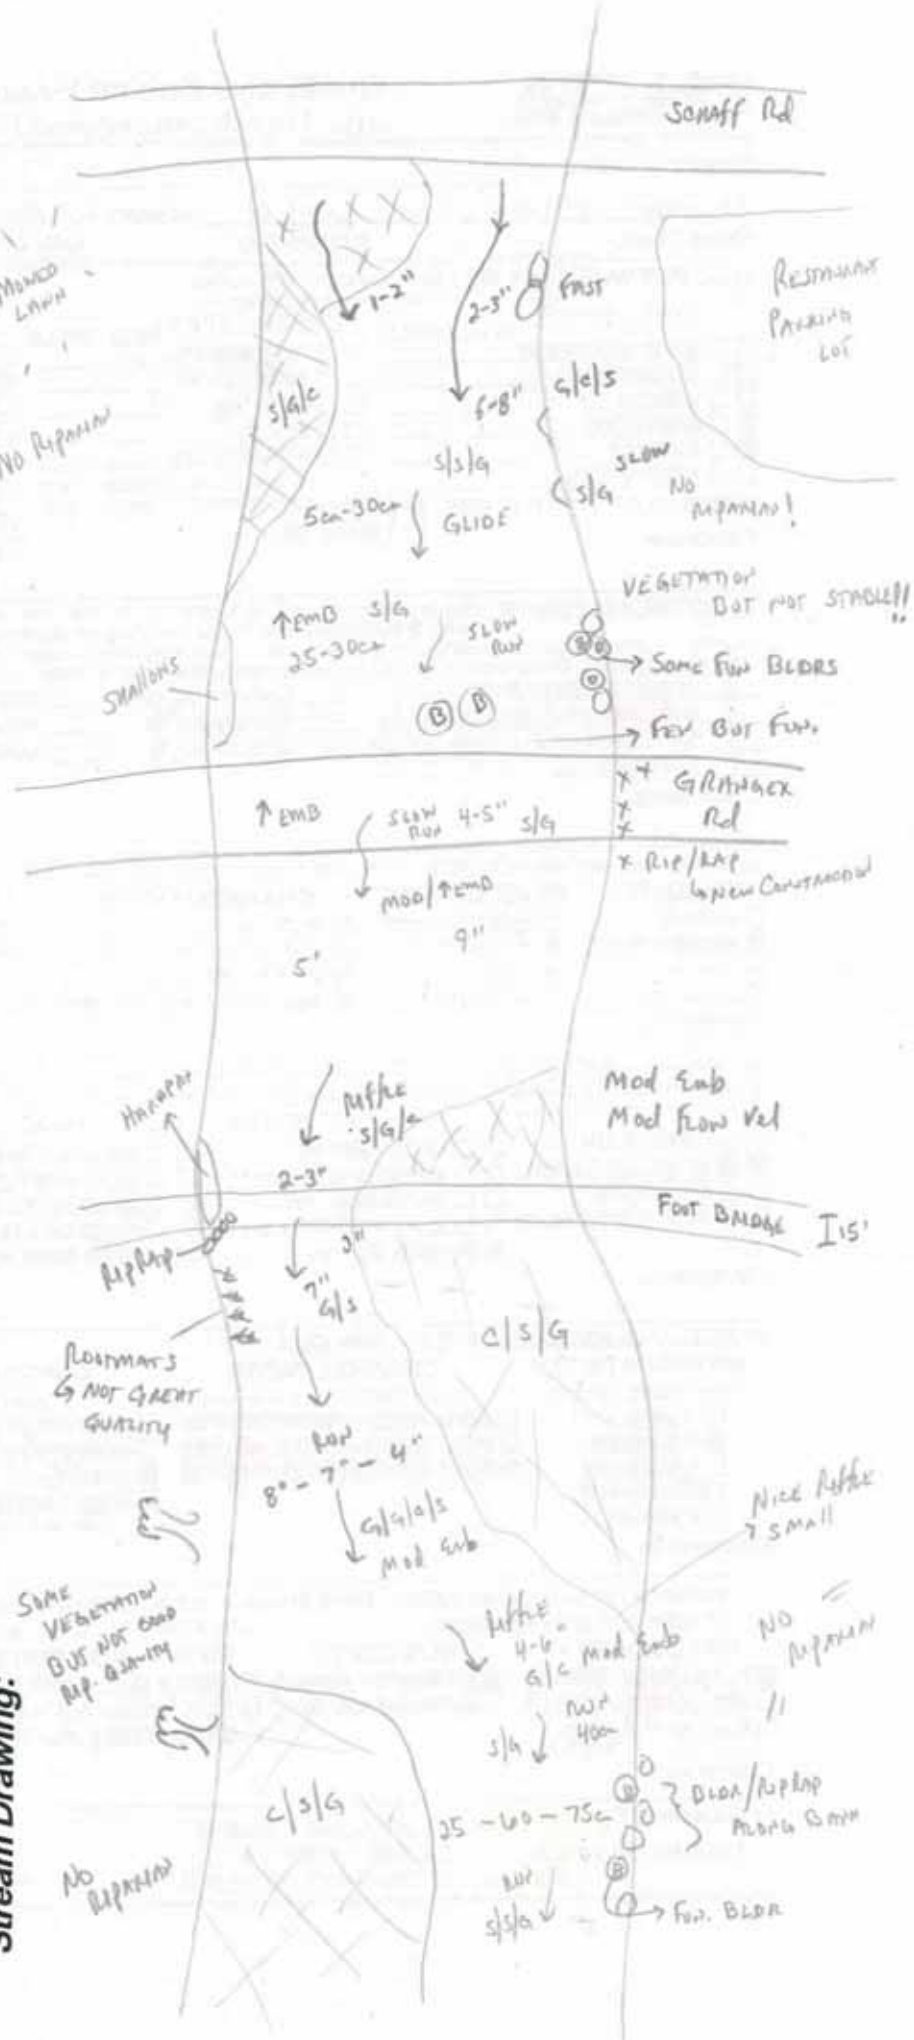 SCHAFF Rd
MOWED
LAWN
RESTAURANT
PARKING
LOT
1-2"
2-3"
FAST
S/G/C
6-8"
G/C/S
S/S/G
SLOW
S/G
NO
RIPARIAN!
NO RIPARIAN
5cm-30cm
GLIDE
VEGETATION
BUT NOT STABLE!!
↑EMB S/G
25-30cm
SLOW
RUN
SHALLOWS
SOME FUN BLDRS
B B
FEW BUT FUN.
GRANGER
Rd
↑EMB
SLOW
RUN
4-5"
S/G
X RIP/RAP
↳ NEW CONSTRUCTION
MOD/↑EMB
9"
5'
RIFFLE
S/G/C
Mod Emb
Mod Flow Vel
2-3"
FOOT BRIDGE
I 15'
RIPRAP
3"
7"
G/S
C/S/G
ROOTMATS
↳ NOT GREAT
QUALITY
RUN
8" - 7" - 4"
Mod Emb
NICE RIFFLE
SMALL
SOME
VEGETATION
BUT NOT GOOD
RIP. QUALITY
RIFFLE
4-6"
G/C
Mod Emb
NO
RIPARIAN
!!
RUN
40cm
S/G
C/S/G
25 - 60 - 75cm
BLDR/RIPRAP
ALONG BANK
B
B
NO
RIPARIAN
RUN
S/S/G
FUN. BLDR
Stream Drawing: